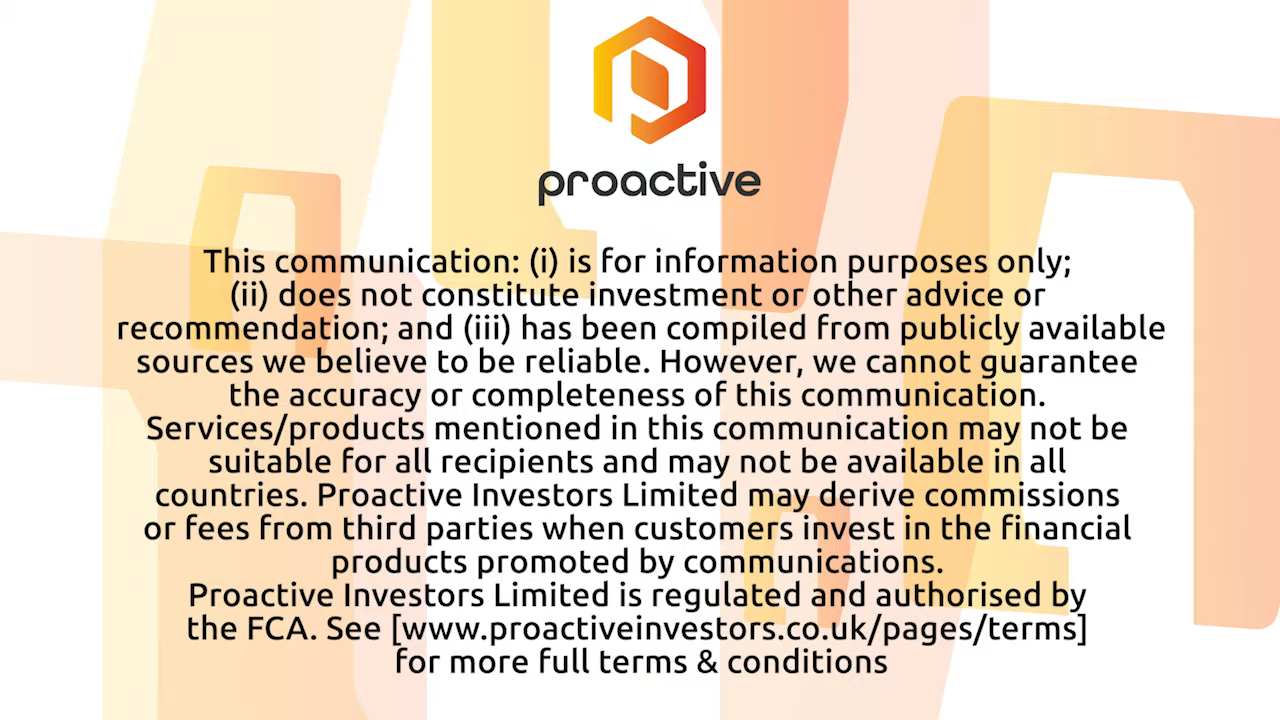 proactive
This communication: (i) is for information purposes only;
(ii) does not constitute investment or other advice or
recommendation; and (iii) has been compiled from publicly available
sources we believe to be reliable. However, we cannot guarantee
the accuracy or completeness of this communication.
Services/products mentioned in this communication may not be
suitable for all recipients and may not be available in all
countries. Proactive Investors Limited may derive commissions
or fees from third parties when customers invest in the financial
products promoted by communications.
Proactive Investors Limited is regulated and authorised by
the FCA. See [www.proactiveinvestors.co.uk/pages/terms]
for more full terms & conditions